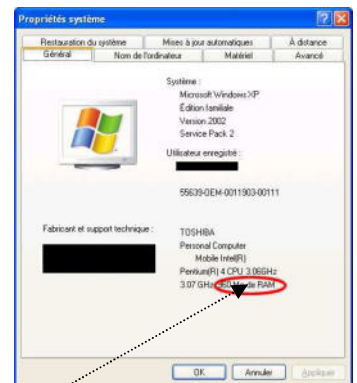 Propriétés système
Restauration du système
Mises à jour automatiques
À distance
Général
Nom de l'ordinateur
Matériel
Avancé
Système :
Microsoft Windows XP
Édition familiale
Version 2002
Service Pack 2
Utilisateur enregistré :
55639-OEM-0011903-00111
Fabricant et support technique :
TOSHIBA
Personal Computer
Mobile Intel(R)
Pentium(R) 4 CPU 3.06GHz
3.07 GHz, de RAM
OK
Annuler
Appliquer